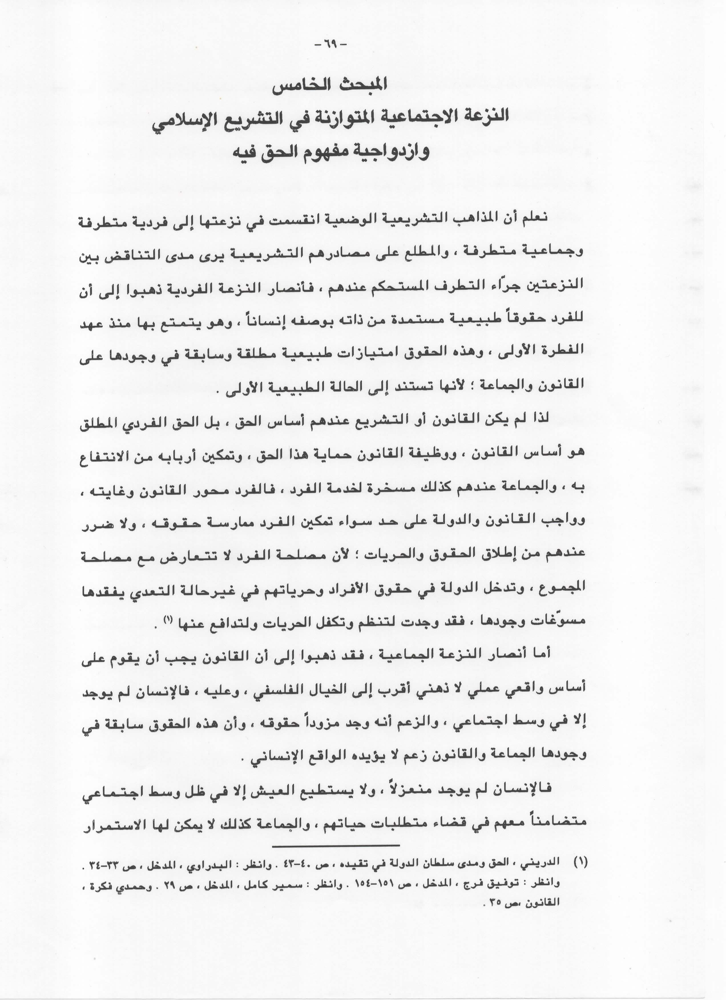 – ٦٩ –
المبحث الخامس
النزعة الاجتماعية المتوازنة في التشريع الإسلامي
وازدواجية مفهوم الحق فيه
نعلم أن المذاهب التشريعية الوضعية انقسمت في نزعتها إلى فردية متطرفة
وجماعية متطرفة ، والمطلع على مصادرهم التشريعية يرى مدى التناقض بين
النزعتين جرّاء التطرف المستحكم عندهم ، فأنصار النزعة الفردية ذهبوا إلى أن
للفرد حقوقاً طبيعية مستمدة من ذاته بوصفه إنساناً ، وهو يتمتع بها منذ عهد
الفطرة الأولى ، وهذه الحقوق امتيازات طبيعية مطلقة وسابقة في وجودها على
القانون والجماعة ؛ لأنها تستند إلى الحالة الطبيعية الأولى .
لذا لم يكن القانون أو التشريع عندهم أساس الحق ، بل الحق الفردي المطلق
هو أساس القانون ، ووظيفة القانون حماية هذا الحق ، وتمكين أربابه من الانتفاع
به ، والجماعة عندهم كذلك مسخرة لخدمة الفرد ، فالفرد محور القانون وغايته ،
وواجب القانون والدولة على حد سواء تمكين الفرد ممارسة حقوقه ، ولا ضرر
عندهم من إطلاق الحقوق والحريات ؛ لأن مصلحة الفرد لا تتعارض مع مصلحة
المجموع ، وتدخل الدولة في حقوق الأفراد وحرياتهم في غيرحالة التعدي يفقدها
مسوّغات وجودها ، فقد وجدت لتنظم وتكفل الحريات ولتدافع عنها (١) .
أما أنصار النزعة الجماعية ، فقد ذهبوا إلى أن القانون يجب أن يقوم على
أساس واقعي عملي لا ذهني أقرب إلى الخيال الفلسفي ، وعليه ، فالإنسان لم يوجد
إلا في وسط اجتماعي ، والزعم أنه وجد مزوداً حقوقه ، وأن هذه الحقوق سابقة في
وجودها الجماعة والقانون زعم لا يؤيده الواقع الإنساني .
فالإنسان لم يوجد منعزلاً ، ولا يستطيع العيش إلا في ظل وسط اجتماعي
متضامناً معهم في قضاء متطلبات حياتهم ، والجماعة كذلك لا يمكن لها الاستمرار
(١) الدريني ، الحق ومدى سلطان الدولة في تقيده ، ص ٤٠–٤٣ . وانظر : البدراوي ، المدخل ، ص ٣٣–٣٤ .
وانظر : توفيق فرج ، المدخل ، ص ١٥١–١٥٤ . وانظر : سمير كامل ، المدخل ، ص ٢٩ . وحمدي فكرة ،
القانون ،ص ٣٥ .